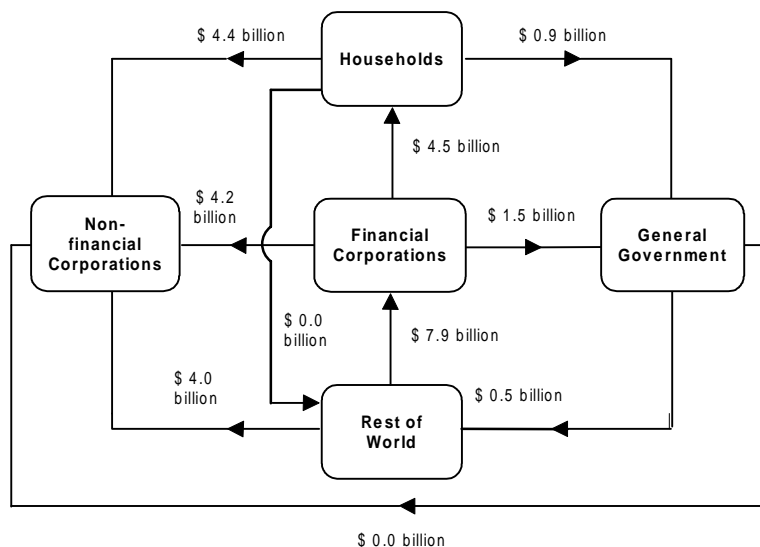 $ 4.4 billion
Households
$ 0.9 billion
$ 4.5 billion
$ 4.2
billion
Non-
financial
Corporations
Financial
Corporations
$ 1.5 billion
General
Government
$ 0.0
billion
$ 7.9 billion
$ 4.0
billion
Rest of
World
$ 0.5 billion
$ 0.0 billion